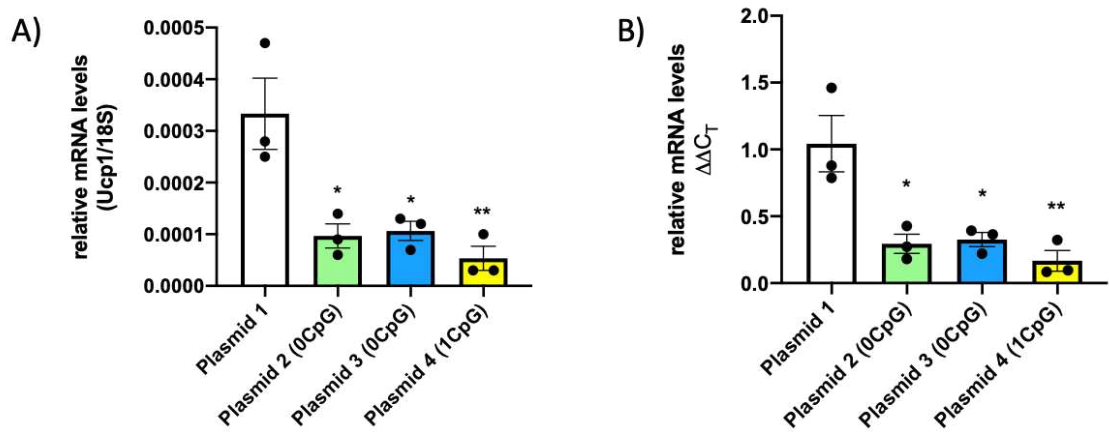 A)
relative mRNA levels
(Ucp1/18S)
0.0005
0.0004
0.0003
0.0002
0.0001
0.0000
*
*
**
Plasmid 1
Plasmid 2 (0CpG)
Plasmid 3 (0CpG)
Plasmid 4 (1CpG)
B)
relative mRNA levels
ΔΔCT
2.0
1.5
1.0
0.5
0.0
*
*
**
Plasmid 1
Plasmid 2 (0CpG)
Plasmid 3 (0CpG)
Plasmid 4 (1CpG)